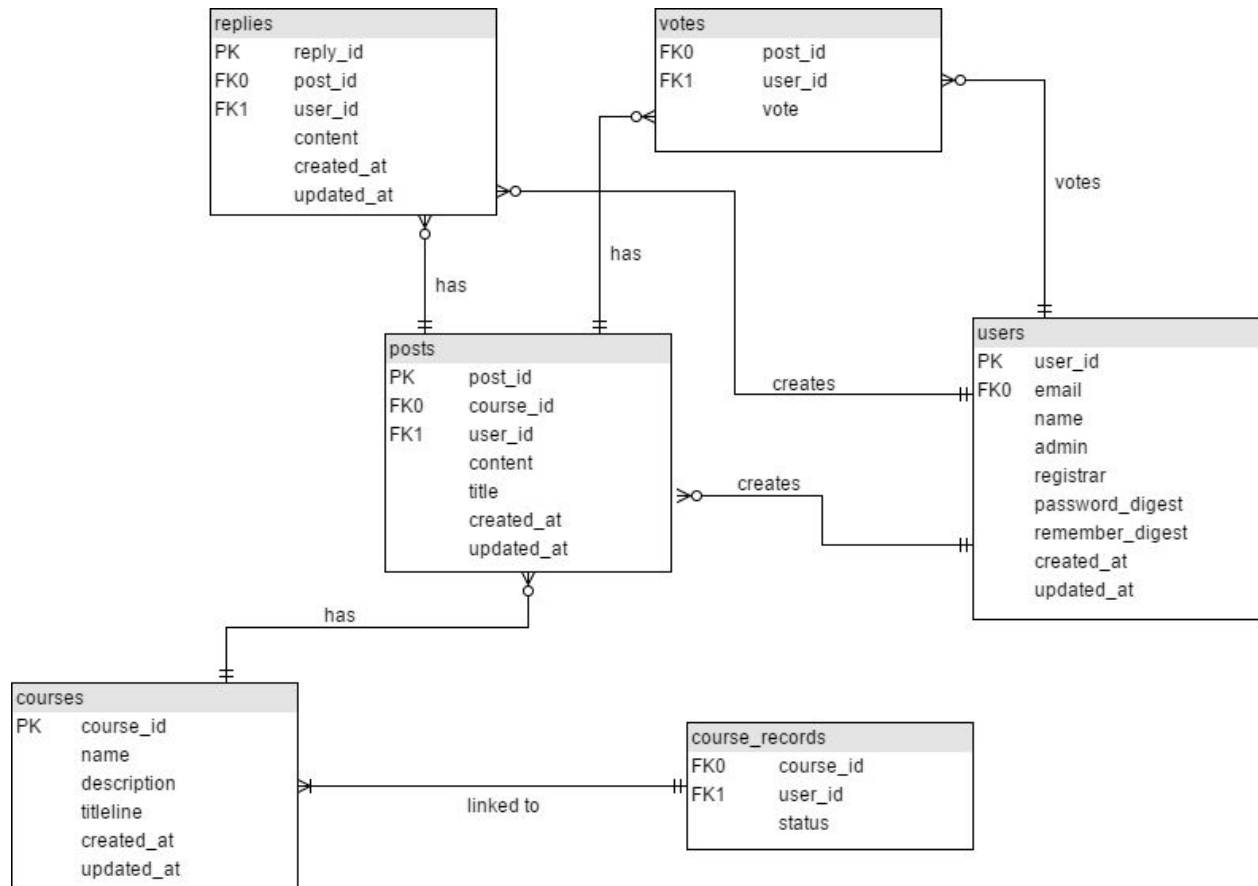 replies
PK reply_id
FK0 post_id
FK1 user_id
content
created_at
updated_at
votes
FK0 post_id
FK1 user_id
vote
votes
has
has
posts
PK post_id
FK0 course_id
FK1 user_id
content
title
created_at
updated_at
creates
creates
users
PK user_id
FK0 email
name
admin
registrar
password_digest
remember_digest
created_at
updated_at
has
courses
PK course_id
name
description
titleline
created_at
updated_at
linked to
course_records
FK0 course_id
FK1 user_id
status